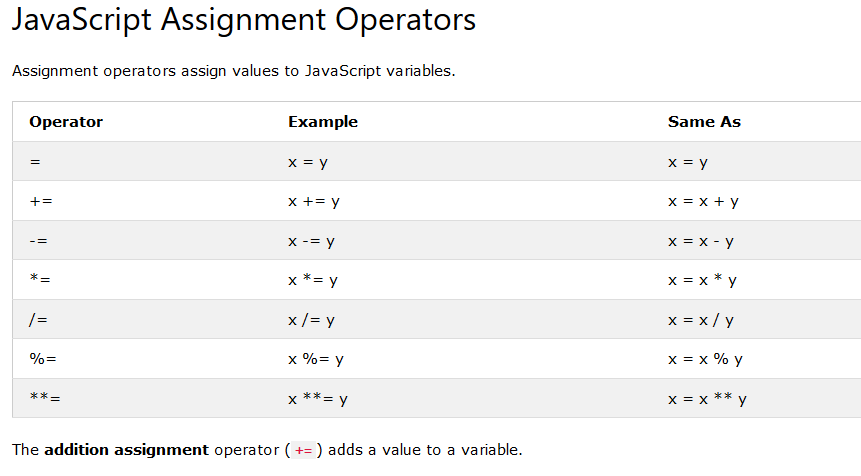 JavaScript Assignment Operators
Assignment operators assign values to JavaScript variables.
Operator Example Same As
= x = y x = y
+= x += y x = x + y
-= x -= y x = x - y
*= x *= y x = x * y
/= x /= y x = x / y
%= x %= y x = x % y
**= x **= y x = x ** y
The addition assignment operator (+=) adds a value to a variable.